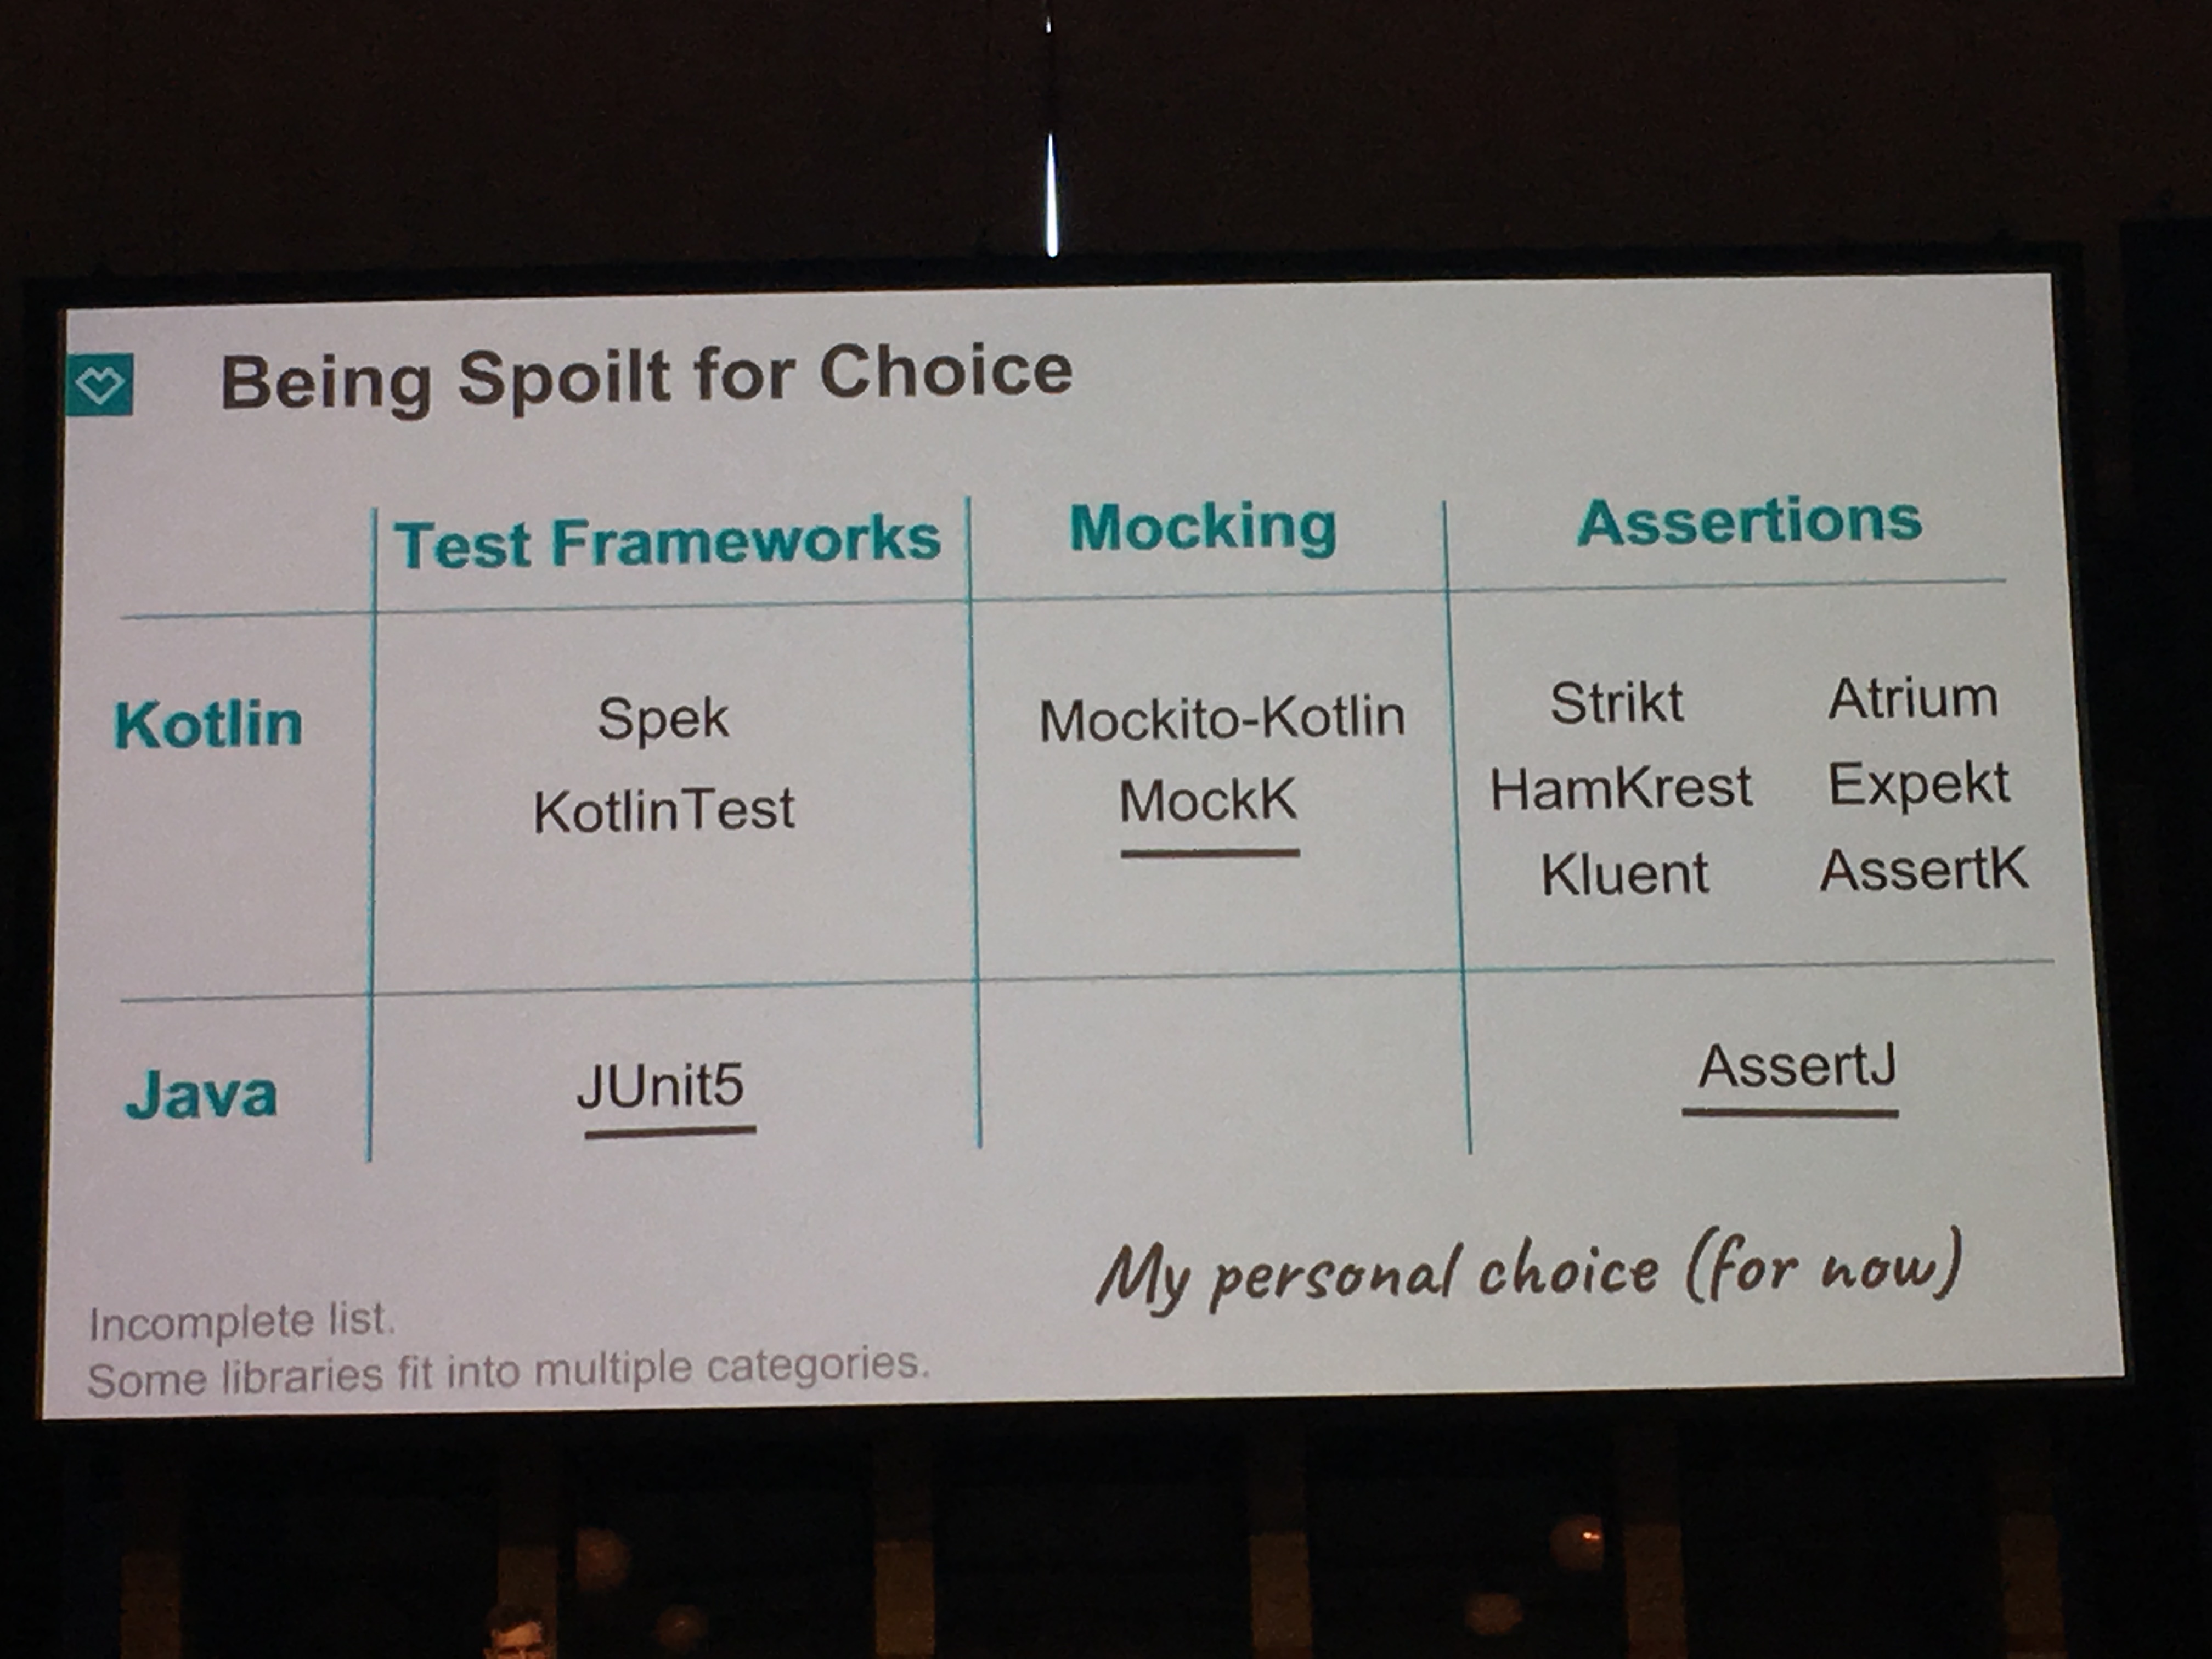 Being Spoilt for Choice
Test Frameworks Mocking Assertions
Kotlin Spek Mockito-Kotlin Strikt Atrium
KotlinTest MockK HamKrest Expekt
Kluent AssertK
Java JUnit5 AssertJ
My personal choice (for now)
Incomplete list.
Some libraries fit into multiple categories.